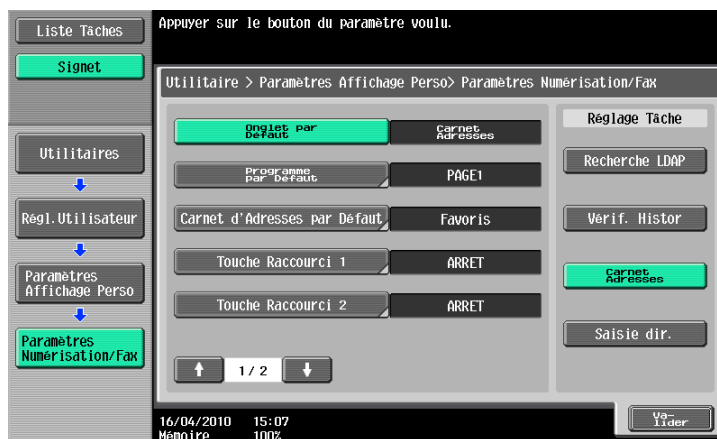 Liste Tâches
Signet
Appuyer sur le bouton du paramètre voulu.
Utilitaire > Paramètres Affichage Perso> Paramètres Numérisation/Fax
Utilitaires
Régl.Utilisateur
Paramètres
Affichage Perso
Paramètres
Numérisation/Fax
Onglet par
Défaut
Carnet
Adresses
Programme
par Défaut
PAGE1
Carnet d'Adresses par Défaut
Favoris
Touche Raccourci 1
ARRET
Touche Raccourci 2
ARRET
1/ 2
Réglage Tâche
Recherche LDAP
Vérif. Histor
Carnet
Adresses
Saisie dir.
16/04/2010 15:07
Mémoire 100%
Va-
lider